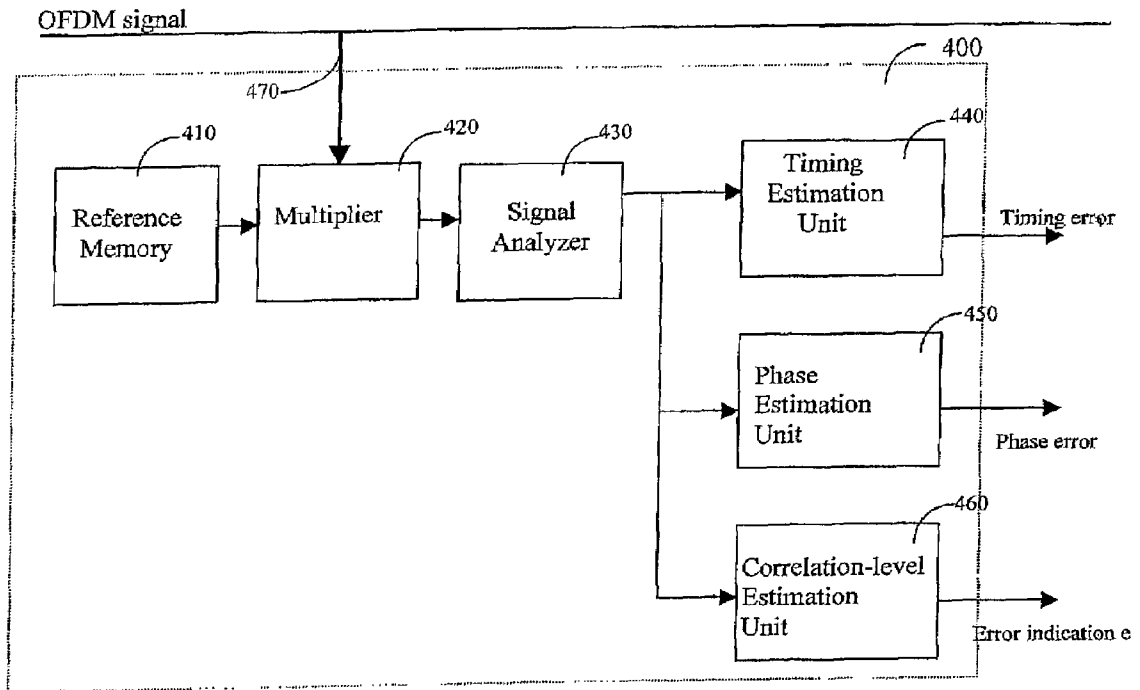 OFDM signal
400
470
410
420
430
440
Reference
Memory
Multiplier
Signal
Analyzer
Timing
Estimation
Unit
Timing error
450
Phase
Estimation
Unit
Phase error
460
Correlation-level
Estimation
Unit
Error indication e